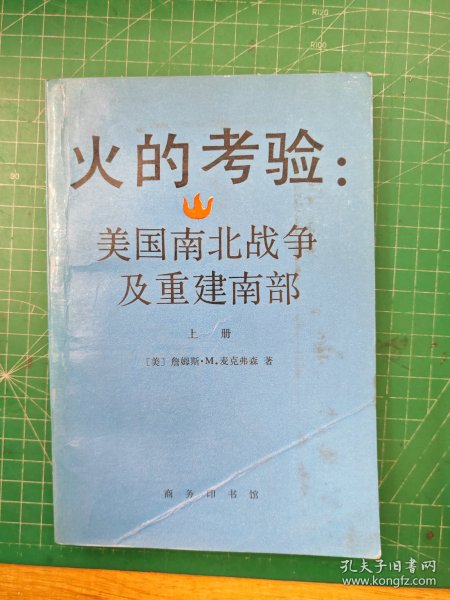 R100
90
火的考验：
美国南北战争
及重建南部
上 册
〔美〕詹姆斯·M.麦克弗森 著
商务印书馆
孔夫子旧书网
www.kongfz.com